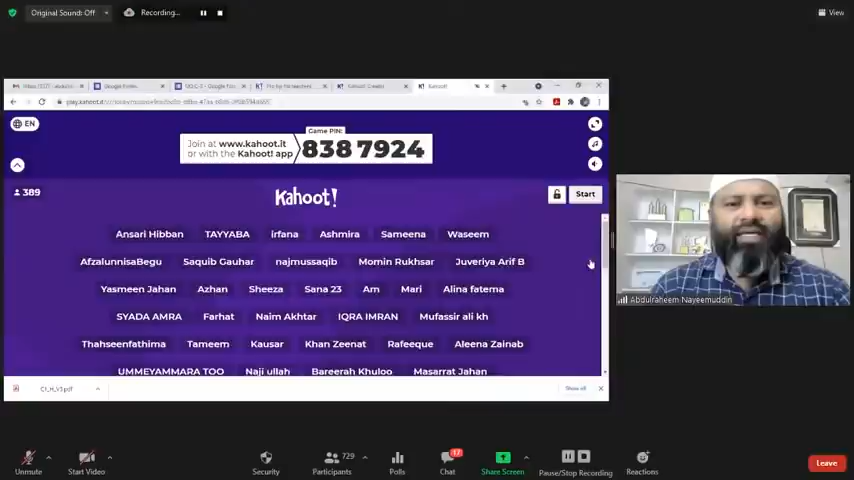 Original Sound: Off
Recording...
View
Kahoot!
EN
Join at www.kahoot.it
or with the Kahoot! app
Game PIN:
838 7924
389
Kahoot!
Start
Ansari Hibban TAYYABA irfana Ashmira Sameena Waseem
AfzalunnisaBegu Saquib Gauhar najmussaqib Momin Rukhsar Juveriya Arif B
Yasmeen Jahan Azhan Sheeza Sana 23 Am Mari Alina fatema
SYADA AMRA Farhat Naim Akhtar IQRA IMRAN Mufassir ali kh
Thahseenfathima Tameem Kausar Khan Zeenat Rafeeque Aleena Zainab
UMMEYAMMARA TOO Naji ullah Bareerah Khuloo Masarrat Jahan
Abdulraheem Nayeemuddin
Show all
Unmute Start Video Security Participants 729 Polls Chat 17 Share Screen Pause/Stop Recording Reactions Leave